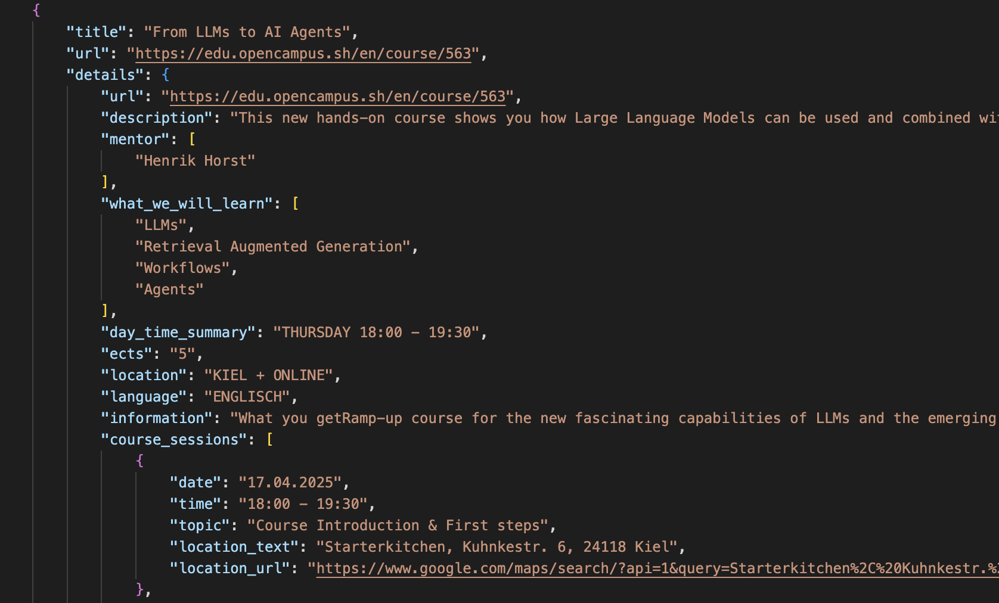 {
"title": "From LLMs to AI Agents",
"url": "https://edu.opencampus.sh/en/course/563",
"details": {
"url": "https://edu.opencampus.sh/en/course/563",
"description": "This new hands-on course shows you how Large Language Models can be used and combined wi
"mentor": [
"Henrik Horst"
],
"what_we_will_learn": [
"LLMs",
"Retrieval Augmented Generation",
"Workflows",
"Agents"
],
"day_time_summary": "THURSDAY 18:00 - 19:30",
"ects": "5",
"location": "KIEL + ONLINE",
"language": "ENGLISCH",
"information": "What you getRamp-up course for the new fascinating capabilities of LLMs and the emerging
"course_sessions": [
{
"date": "17.04.2025",
"time": "18:00 - 19:30",
"topic": "Course Introduction & First steps",
"location_text": "Starterkitchen, Kuhnkestr. 6, 24118 Kiel",
"location_url": "https://www.google.com/maps/search/?api=1&query=Starterkitchen%2C%20Kuhnkestr.%
},